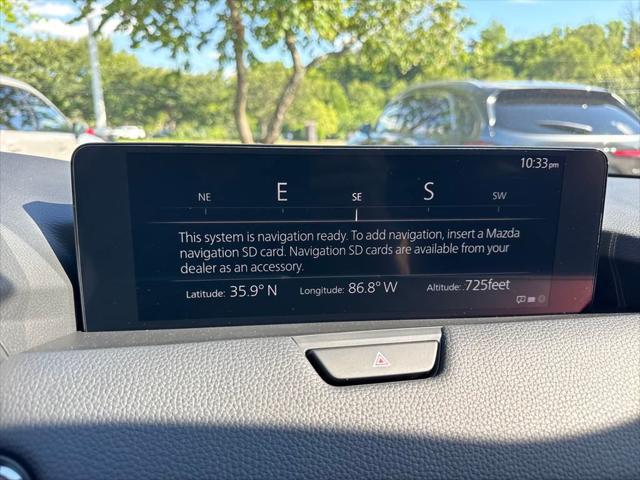 10:33pm
NE E SE S SW
This system is navigation ready. To add navigation, insert a Mazda
navigation SD card. Navigation SD cards are available from your
dealer as an accessory.
Latitude: 35.9° N Longitude: 86.8° W Altitude: 725feet